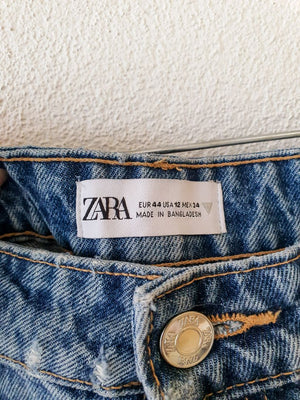 ZARA
EUR 44 USA 12 MEX 34
MADE IN BANGLADESH